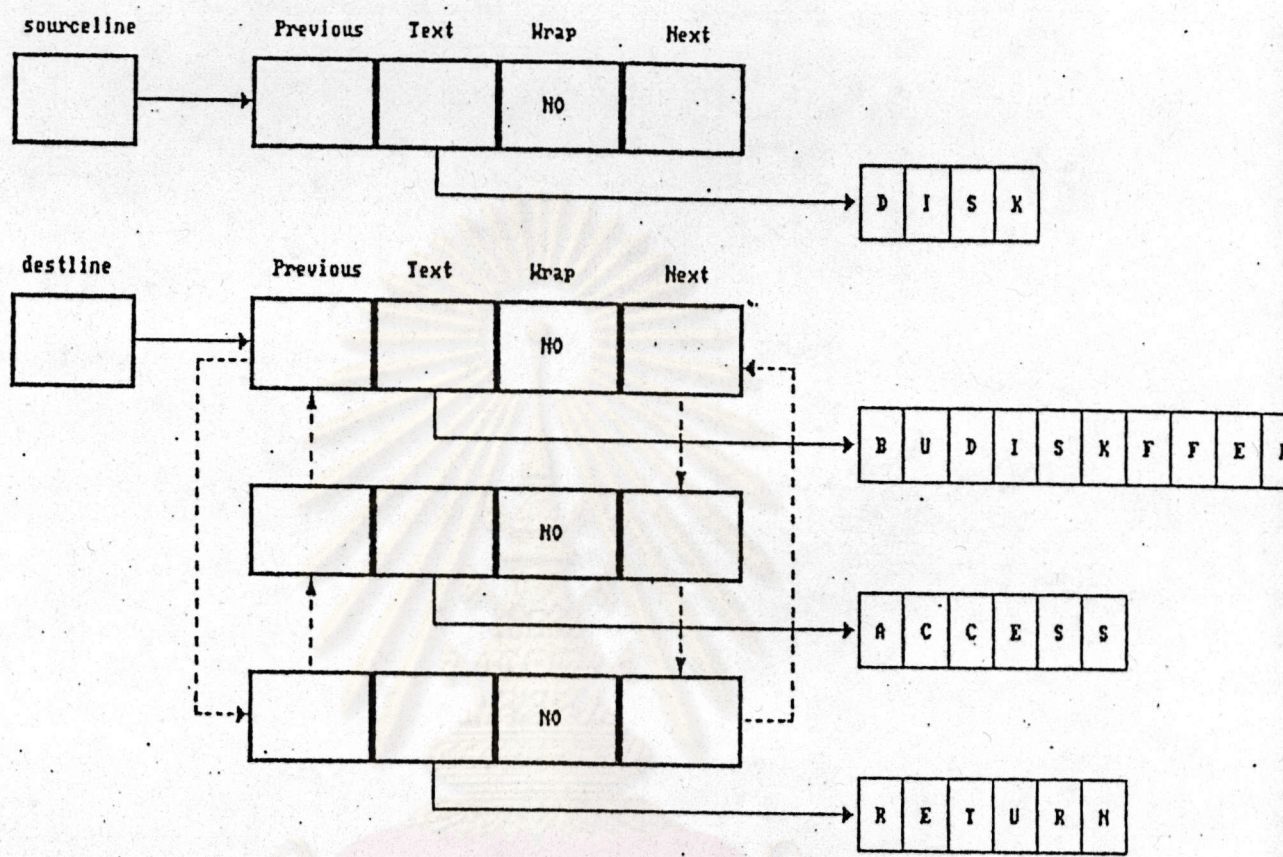 sourceline
Previous Text Wrap Next
NO
D I S K
destline
Previous Text Wrap Next
NO
B U D I S K F F E
NO
A C C E S S
NO
R E T U R N